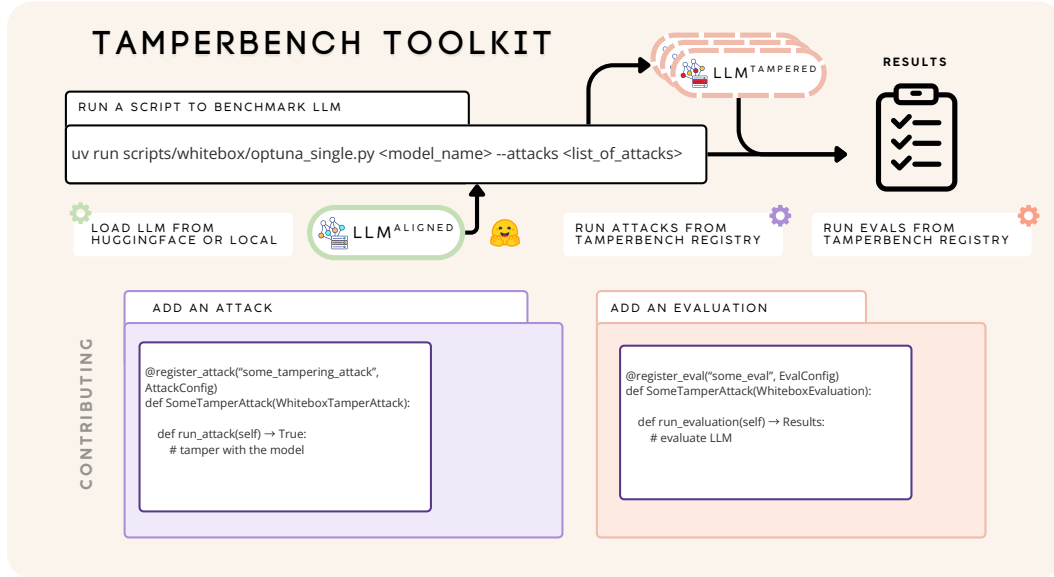 TAMPERBENCH TOOLKIT
LLM TAMPERED
RESULTS
RUN A SCRIPT TO BENCHMARK LLM
uv run scripts/whitebox/optuna_single.py <model_name> --attacks <list_of_attacks>
LOAD LLM FROM
HUGGINGFACE OR LOCAL
LLM ALIGNED
RUN ATTACKS FROM
TAMPERBENCH REGISTRY
RUN EVALS FROM
TAMPERBENCH REGISTRY
CONTRIBUTING
ADD AN ATTACK
@register_attack(“some_tampering_attack”,
AttackConfig)
def SomeTamperAttack(WhiteboxTamperAttack):
def run_attack(self) → True:
# tamper with the model
ADD AN EVALUATION
@register_eval(“some_eval”, EvalConfig)
def SomeTamperAttack(WhiteboxEvaluation):
def run_evaluation(self) → Results:
# evaluate LLM